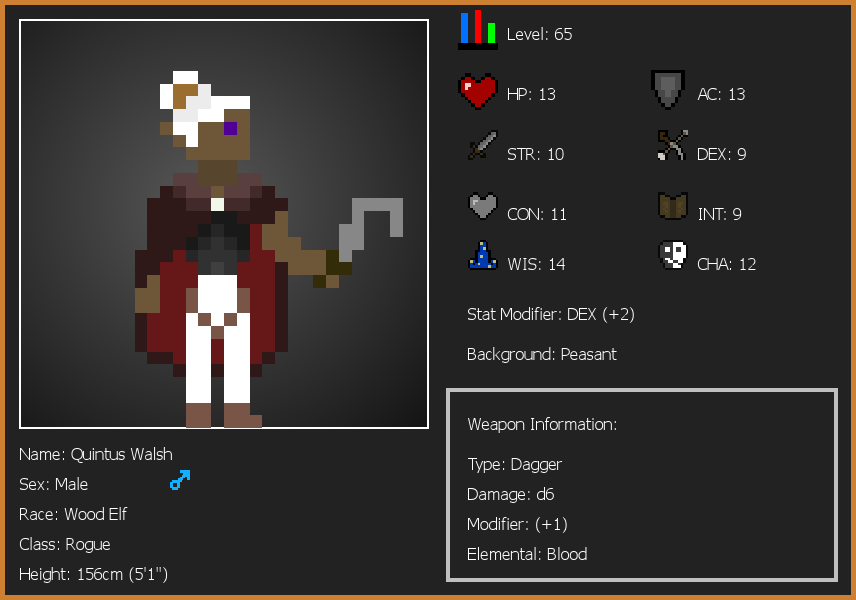 Level: 65
HP: 13
AC: 13
STR: 10
DEX: 9
CON: 11
INT: 9
WIS: 14
CHA: 12
Stat Modifier: DEX (+2)
Background: Peasant
Weapon Information:
Type: Dagger
Damage: d6
Modifier: (+1)
Elemental: Blood
Name: Quintus Walsh
Sex: Male
Race: Wood Elf
Class: Rogue
Height: 156cm (5'1")